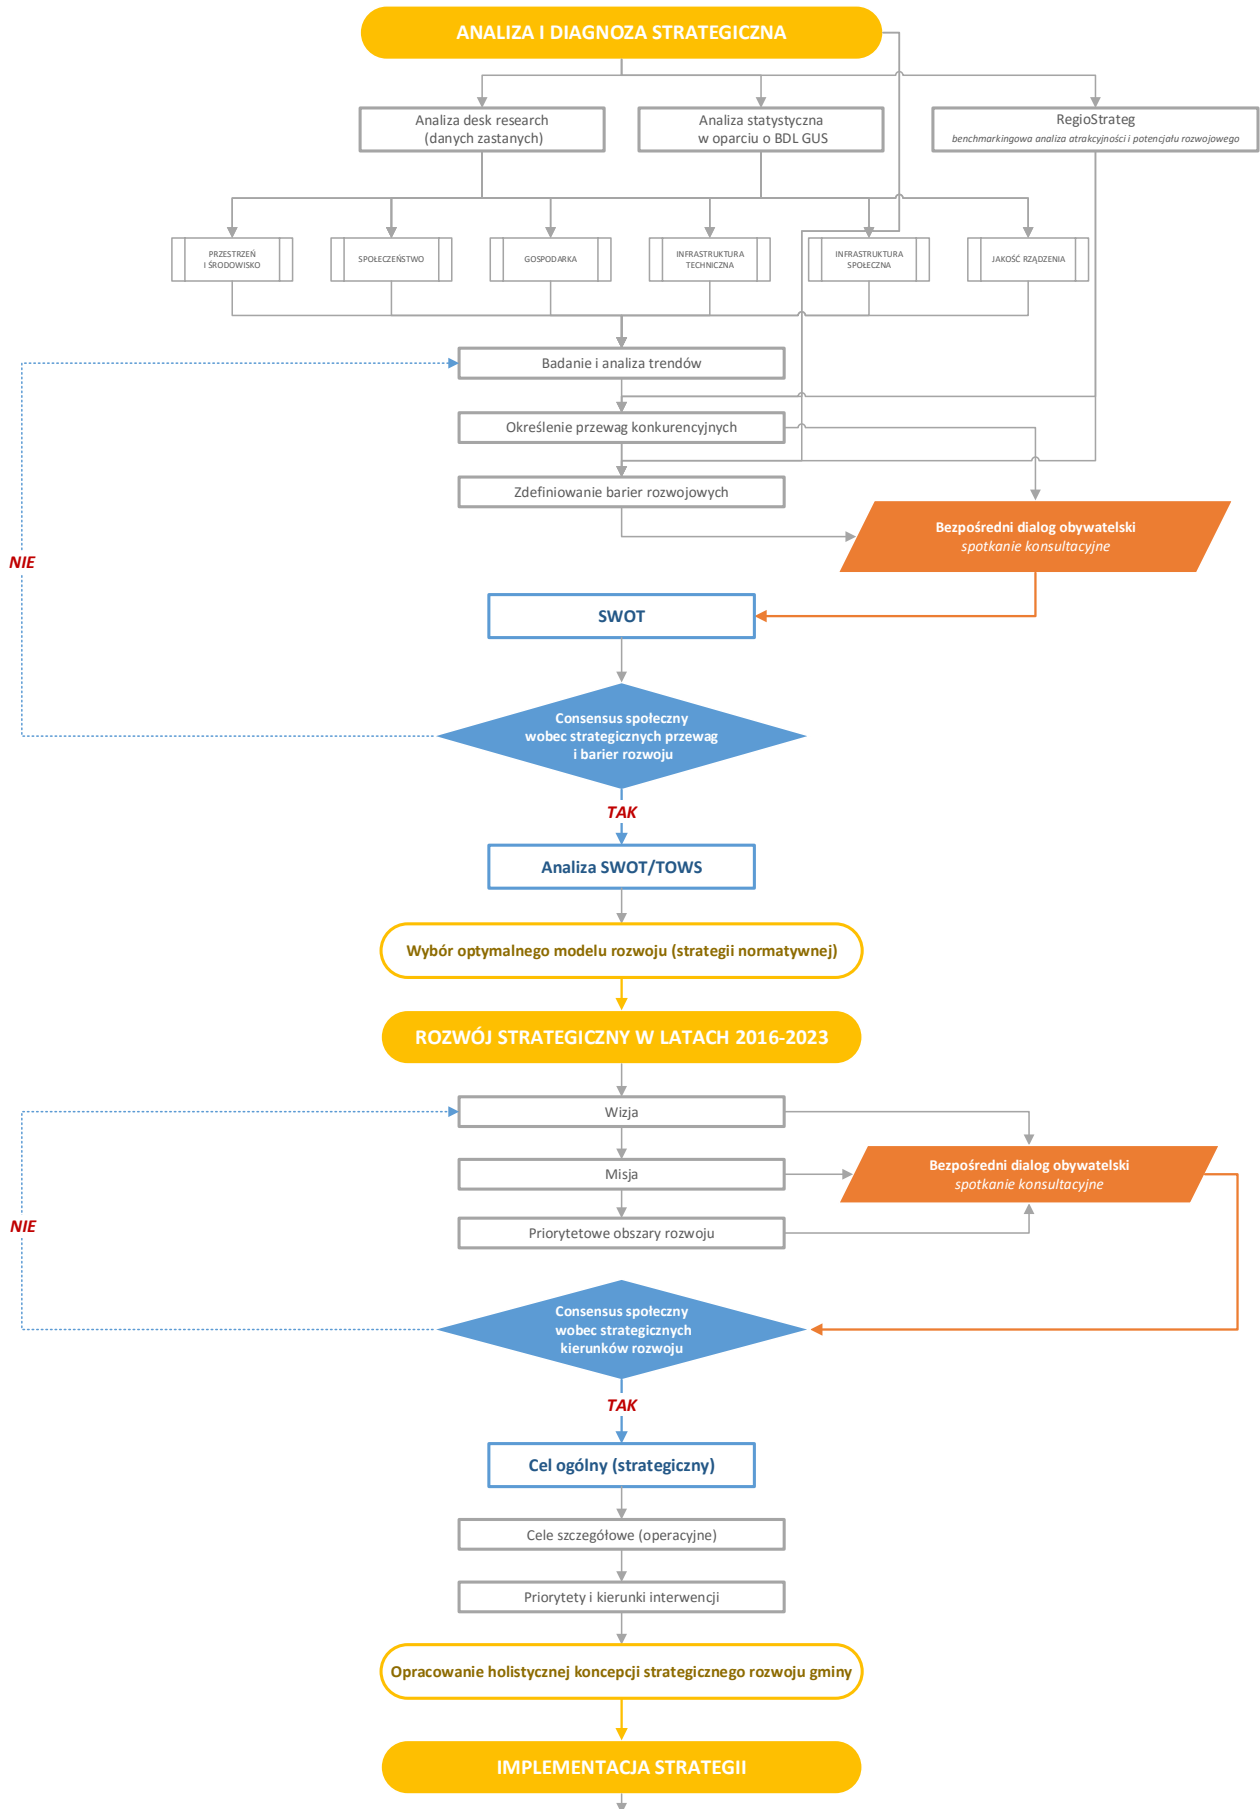 ANALIZA I DIAGNOZA STRATEGICZNA
Analiza desk research
(danych zastanych)
Analiza statystyczna
w oparciu o BDL GUS
RegioStrateg
benchmarkingowa analiza atrakcyjności i potencjału rozwojowego
PRZESTRZEŃ
I ŚRODOWISKO
SPOŁECZEŃSTWO
GOSPODARKA
INFRASTRUKTURA
TECHNICZNA
INFRASTRUKTURA
SPOŁECZNA
JAKOŚĆ RZĄDZENIA
Badanie i analiza trendów
Określenie przewag konkurencyjnych
Zdefiniowanie barier rozwojowych
Bezpośredni dialog obywatelski
spotkanie konsultacyjne
NIE
SWOT
Consensus społeczny
wobec strategicznych przewag
i barier rozwoju
TAK
Analiza SWOT/TOWS
Wybór optymalnego modelu rozwoju (strategii normatywnej)
ROZWÓJ STRATEGICZNY W LATACH 2016-2023
Wizja
Misja
Bezpośredni dialog obywatelski
spotkanie konsultacyjne
NIE
Priorytetowe obszary rozwoju
Consensus społeczny
wobec strategicznych
kierunków rozwoju
TAK
Cel ogólny (strategiczny)
Cele szczegółowe (operacyjne)
Priorytety i kierunki interwencji
Opracowanie holistycznej koncepcji strategicznego rozwoju gminy
IMPLEMENTACJA STRATEGII